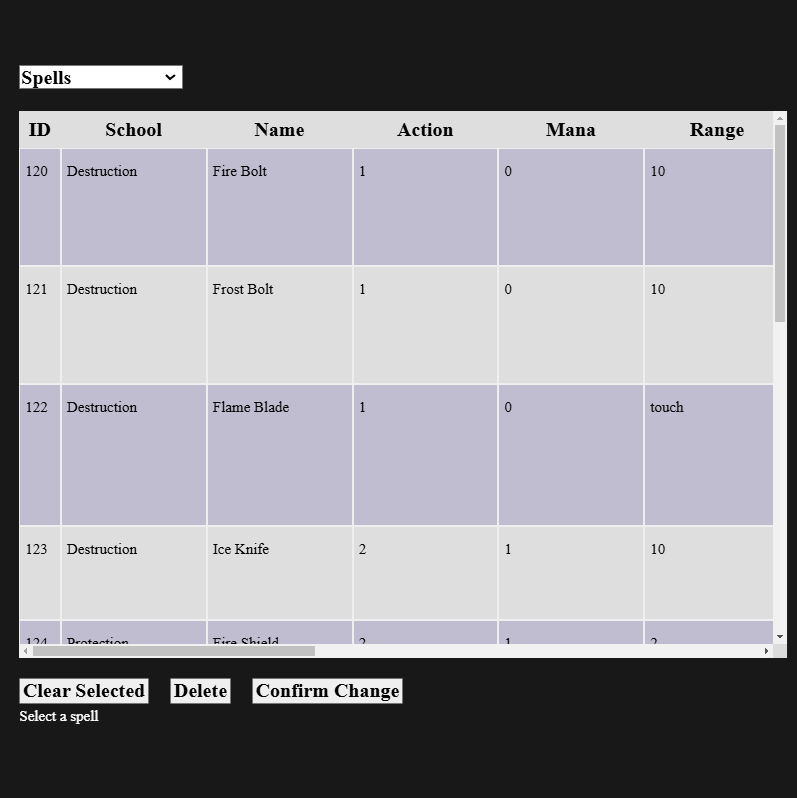 Spells
ID School Name Action Mana Range
120 Destruction Fire Bolt 1 0 10
121 Destruction Frost Bolt 1 0 10
122 Destruction Flame Blade 1 0 touch
123 Destruction Ice Knife 2 1 10
124 Protection Fire Shield 2 1 2
Clear Selected Delete Confirm Change
Select a spell